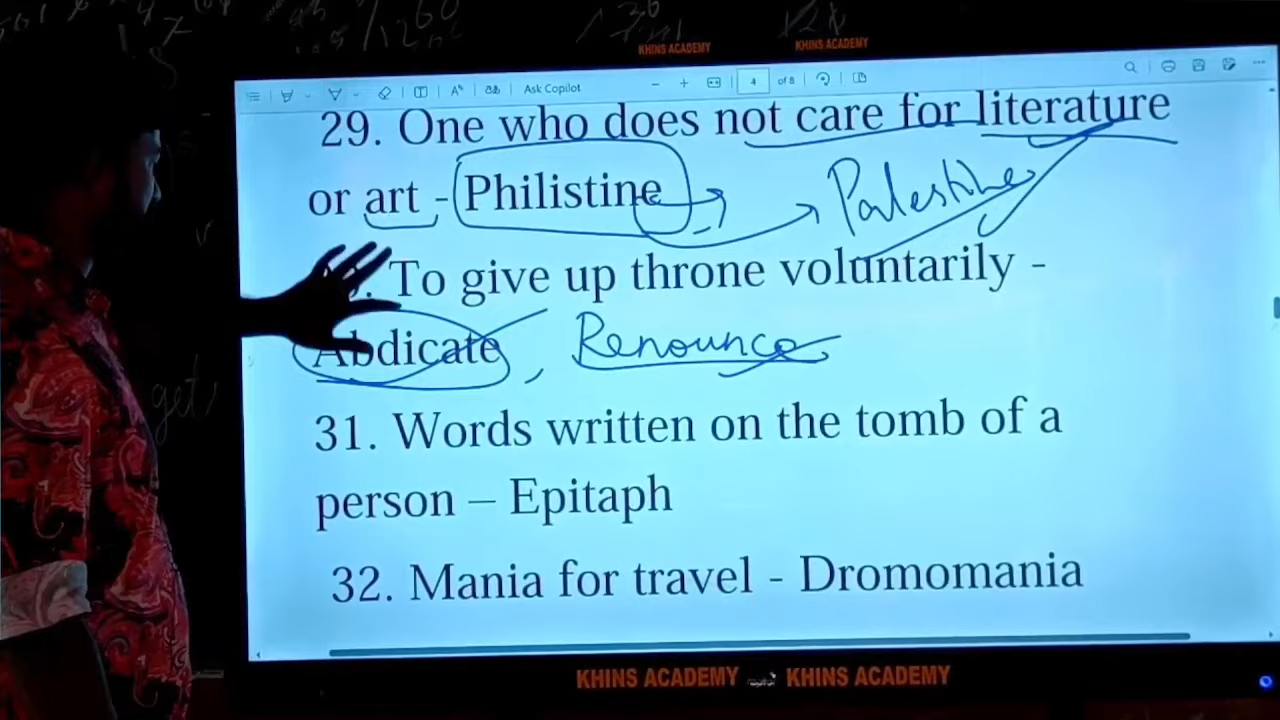 KHINS ACADEMY KHINS ACADEMY
Ask Copilot 4 of 8
29. One who does not care for literature
or art - Philistine Palestine
. To give up throne voluntarily -
Abdicate, Renounce
31. Words written on the tomb of a
person – Epitaph
32. Mania for travel - Dromomania
get
KHINS ACADEMY KHINS ACADEMY